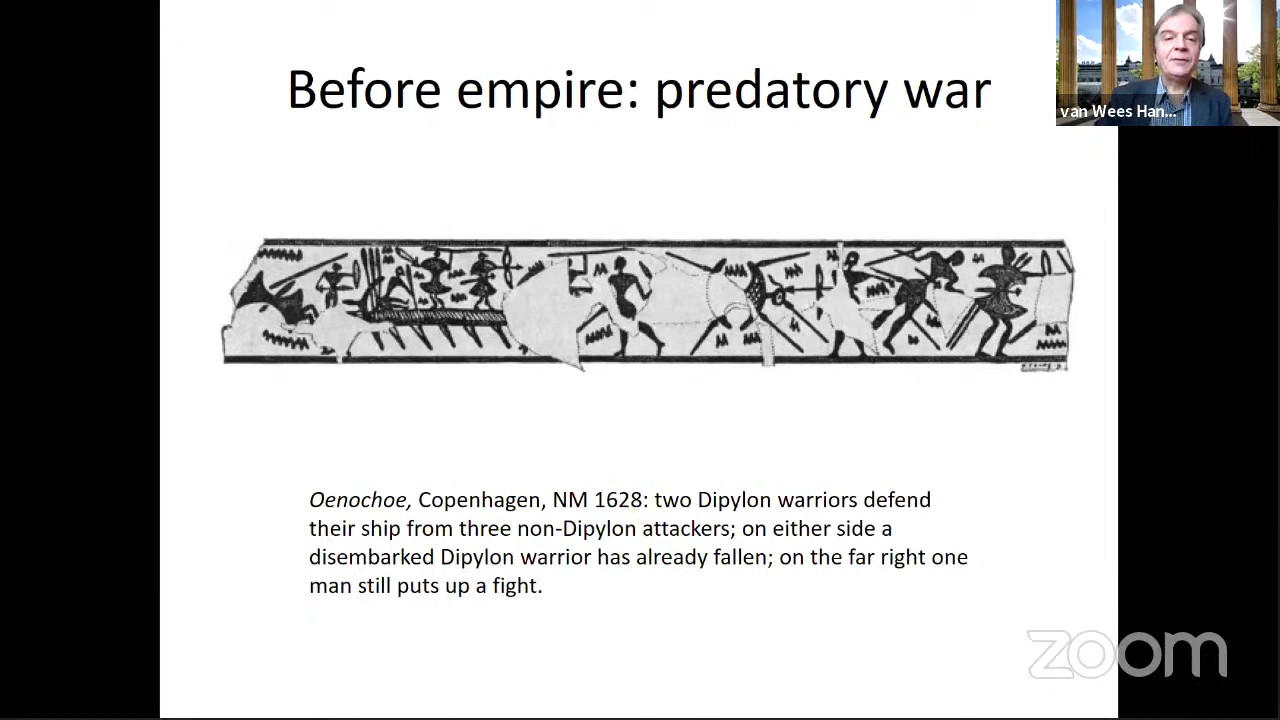 Before empire: predatory war
van Wees Han...
Oenochoe, Copenhagen, NM 1628: two Dipylon warriors defend
their ship from three non-Dipylon attackers; on either side a
disembarked Dipylon warrior has already fallen; on the far right one
man still puts up a fight.
zoom